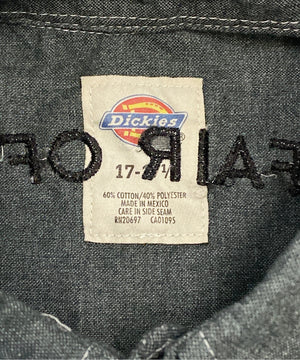 Dickies
17-
60% COTTON/40% POLYESTER
MADE IN MEXICO
CARE IN SIDE SEAM
RN20697 CA01095